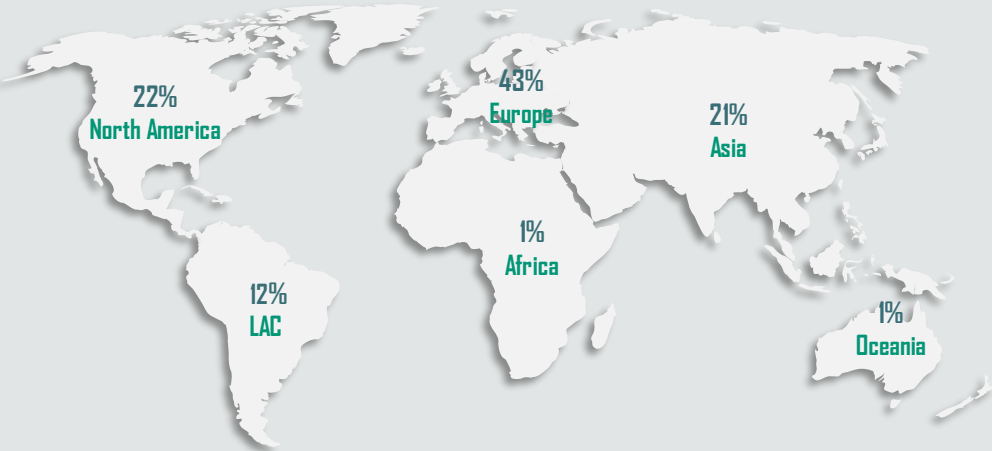 22%
North America
43%
Europe
21%
Asia
1%
Africa
12%
LAC
1%
Oceania